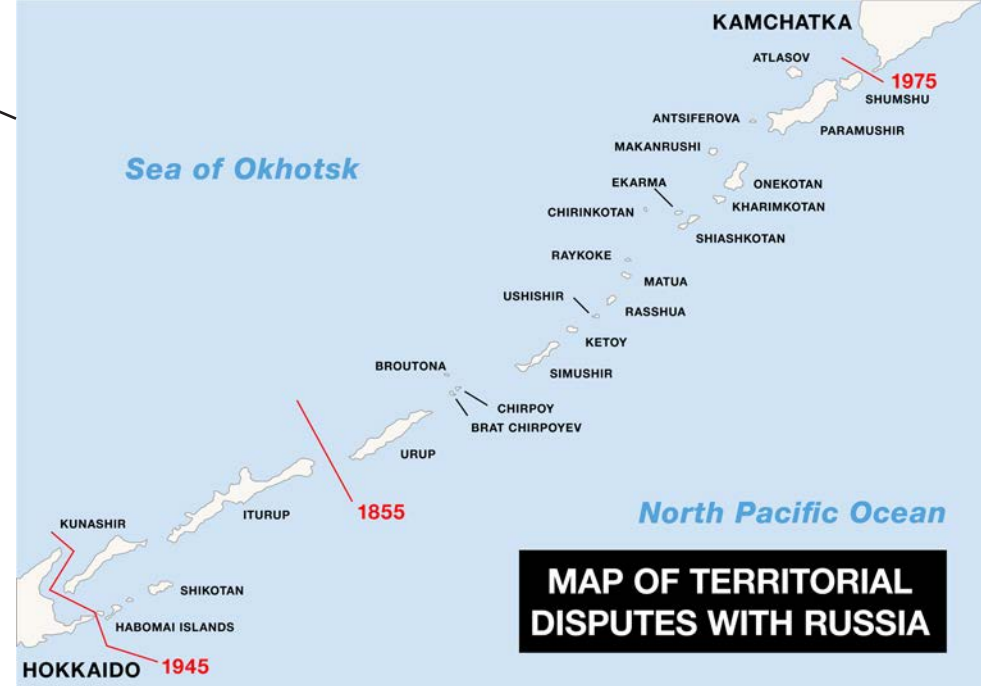 KAMCHATKA
ATLASOV
1975
SHUMSHU
ANTSIFEROVA
PARAMUSHIR
MAKANRUSHI
Sea of Okhotsk
EKARMA
ONEKOTAN
KHARIMKOTAN
CHIRINKOTAN
SHIASHKOTAN
RAYKOKE
MATUA
USHISHIR
RASSHUA
KETOY
BROUTONA
SIMUSHIR
CHIRPOY
BRAT CHIRPOYEV
URUP
1855
ITURUP
North Pacific Ocean
KUNASHIR
SHIKOTAN
HABOMAI ISLANDS
HOKKAIDO
1945
MAP OF TERRITORIAL
DISPUTES WITH RUSSIA